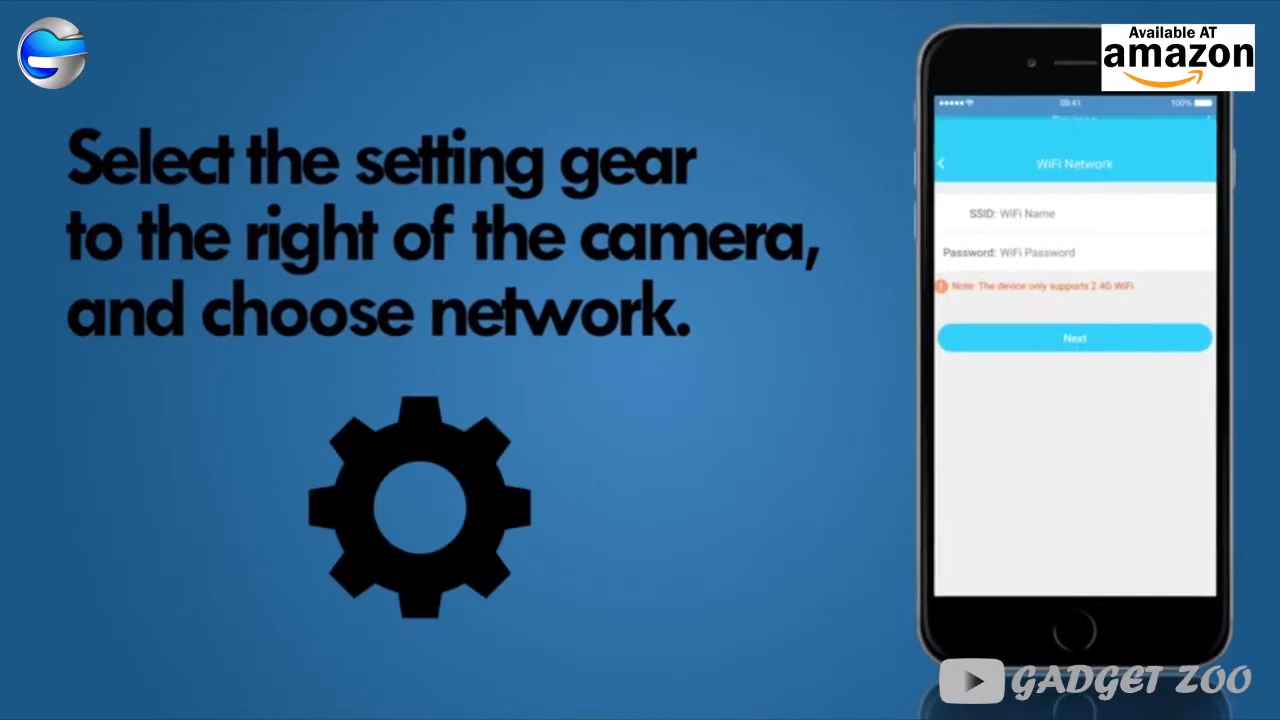 Available AT
amazon
Select the setting gear
to the right of the camera,
and choose network.
09:41
100%
WiFi Network
SSID: WiFi Name
Password: WiFi Password
Note: The device only supports 2.4G WiFi
Next
GADGET ZOO